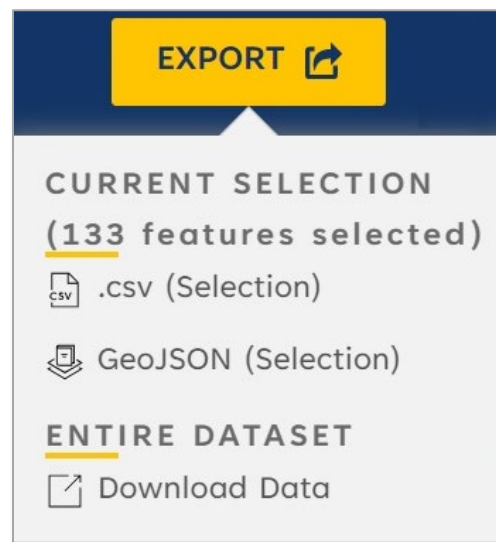 EXPORT
CURRENT SELECTION
(133 features selected)
CSV .csv (Selection)
GeoJSON (Selection)
ENTIRE DATASET
Download Data